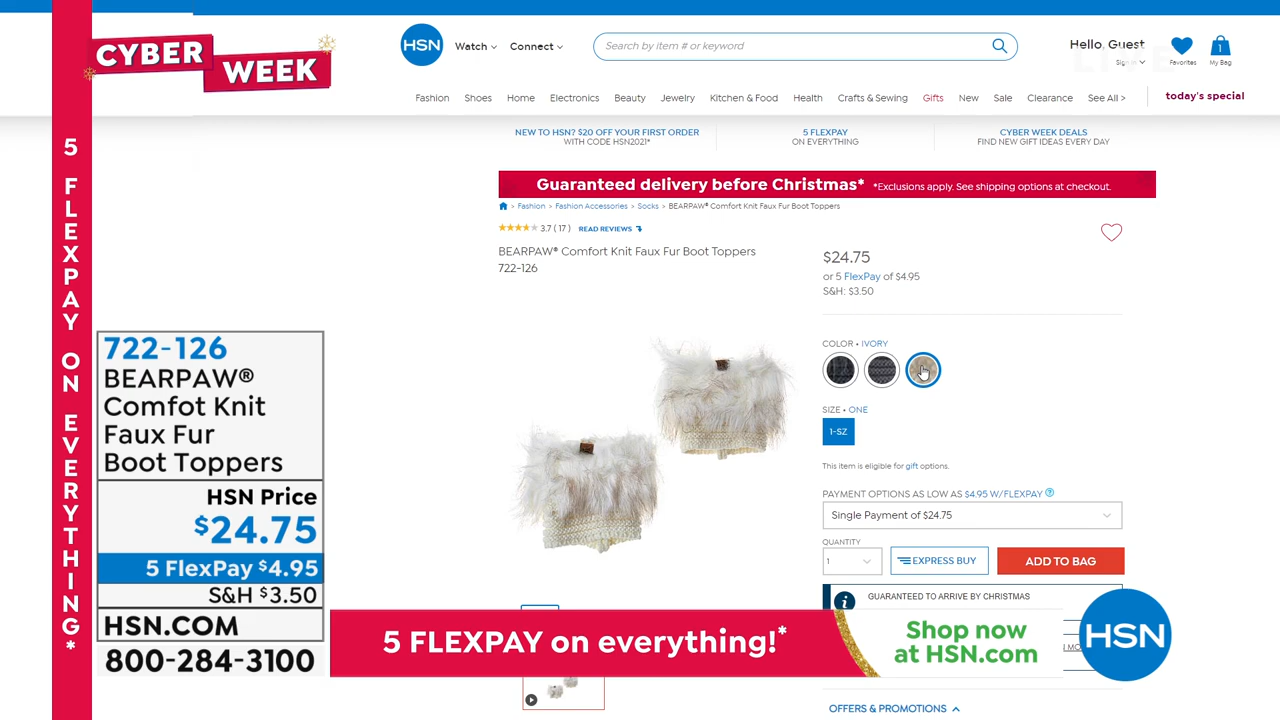 CYBER
WEEK
5 FLEXPAY ON EVERYTHING*
HSN
Watch
Connect
Search by item # or keyword
Hello, Guest
Sign in
Favorites
1
My Bag
Fashion Shoes Home Electronics Beauty Jewelry Kitchen & Food Health Crafts & Sewing Gifts New Sale Clearance See All >
today's special
NEW TO HSN? $20 OFF YOUR FIRST ORDER
WITH CODE HSN2021*
5 FLEXPAY
ON EVERYTHING
CYBER WEEK DEALS
FIND NEW GIFT IDEAS EVERY DAY
Guaranteed delivery before Christmas* *Exclusions apply. See shipping options at checkout.
> Fashion > Fashion Accessories > Socks > BEARPAW® Comfort Knit Faux Fur Boot Toppers
3.7 ( 17 ) READ REVIEWS
BEARPAW® Comfort Knit Faux Fur Boot Toppers
722-126
$24.75
or 5 FlexPay of $4.95
S&H: $3.50
COLOR • IVORY
SIZE • ONE
1-SZ
This item is eligible for gift options.
PAYMENT OPTIONS AS LOW AS $4.95 W/FLEXPAY ?
Single Payment of $24.75
QUANTITY
1
EXPRESS BUY
ADD TO BAG
i
GUARANTEED TO ARRIVE BY CHRISTMAS
722-126
BEARPAW®
Comfot Knit
Faux Fur
Boot Toppers
HSN Price
$24.75
5 FlexPay $4.95
S&H $3.50
HSN.COM
800-284-3100
5 FLEXPAY on everything!*
Shop now
at HSN.com
HSN
OFFERS & PROMOTIONS